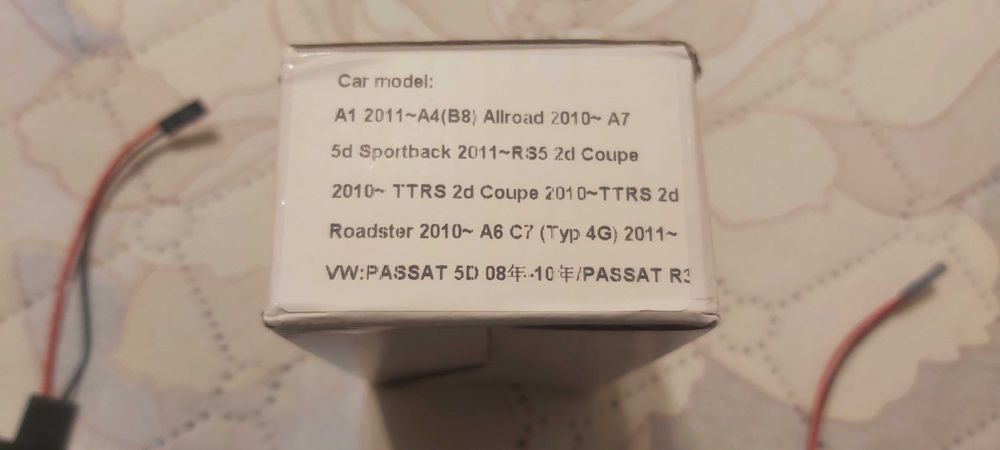 Car model:
A1 2011~A4(B8) Allroad 2010~ A7
5d Sportback 2011~RS5 2d Coupe
2010~ TTRS 2d Coupe 2010~TTRS 2d
Roadster 2010~ A6 C7 (Typ 4G) 2011~
VW:PASSAT 5D 08年-10年/PASSAT R3